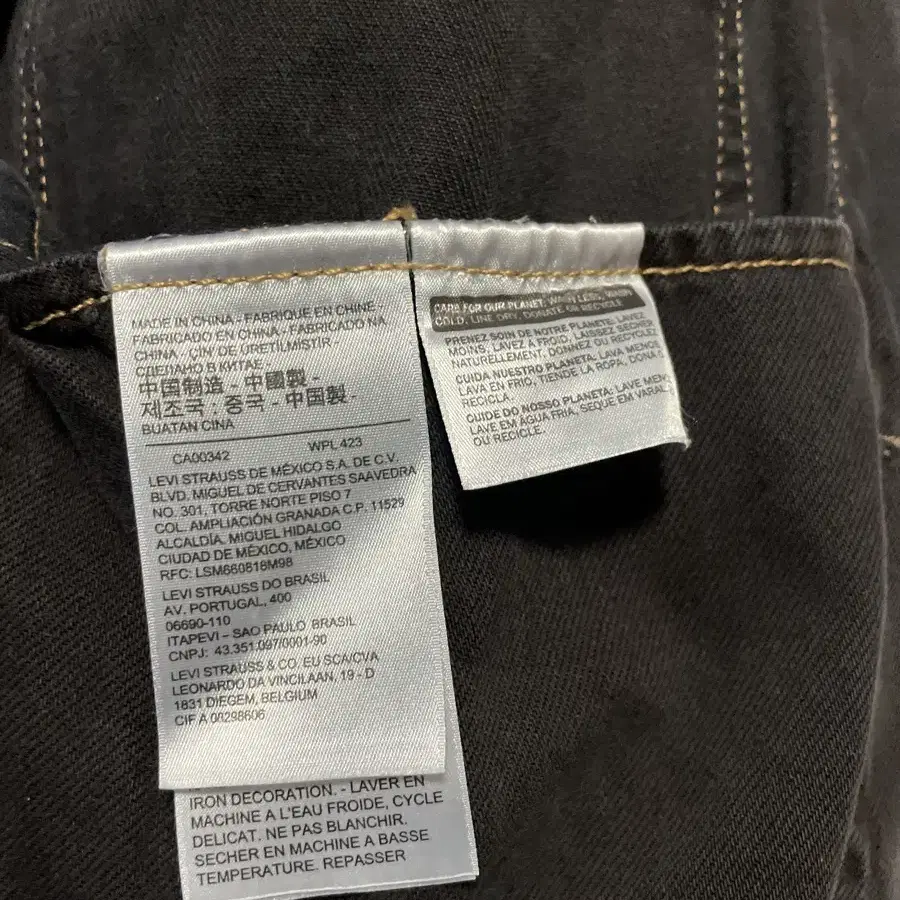 MADE IN CHINA - FABRIQUE EN CHINE -
FABRICADO EN CHINA - FABRICADO NA
CHINA - ÇİN' DE ÜRETİLMİŞTİR -
СДЕЛАНО В КИТАЕ
中国制造 - 中國製 -
제조국 : 중국 - 中国製 -
BUATAN CINA
CA00342 WPL 423
LEVI STRAUSS DE MÉXICO S.A. DE C.V.
BLVD. MIGUEL DE CERVANTES SAAVEDRA
NO. 301, TORRE NORTE PISO 7
COL. AMPLIACIÓN GRANADA C.P. 11529
ALCALDÍA. MIGUEL HIDALGO
CIUDAD DE MÉXICO, MÉXICO
RFC: LSM660818M98
LEVI STRAUSS DO BRASIL
AV. PORTUGAL, 400
06690-110
ITAPEVI – SAO PAULO BRASIL
CNPJ: 43.351.097/0001-90
LEVI STRAUSS & CO. EU SCA/CVA
LEONARDO DA VINCILAAN, 19 - D
1831 DIEGEM, BELGIUM
CIF A 08298606
IRON DECORATION. - LAVER EN
MACHINE A L'EAU FROIDE, CYCLE
DELICAT. NE PAS BLANCHIR.
SECHER EN MACHINE A BASSE
TEMPERATURE. REPASSER
CARE FOR OUR PLANET: WASH LESS, WASH
COLD, LINE DRY, DONATE OR RECYCLE
PRENEZ SOIN DE NOTRE PLANETE: LAVEZ
MOINS, LAVEZ À FROID, LAISSEZ SÉCHER
NATURELLEMENT, DONNEZ OU RECYCLEZ
CUIDA NUESTRO PLANETA: LAVA MENOS
LAVA EN FRIO, TIENDE LA ROPA, DONA O
RECICLA.
CUIDE DO NOSSO PLANETA: LAVE MENOS
LAVE EM ÁGUA FRIA, SEQUE EM VARAL
OU RECICLE.